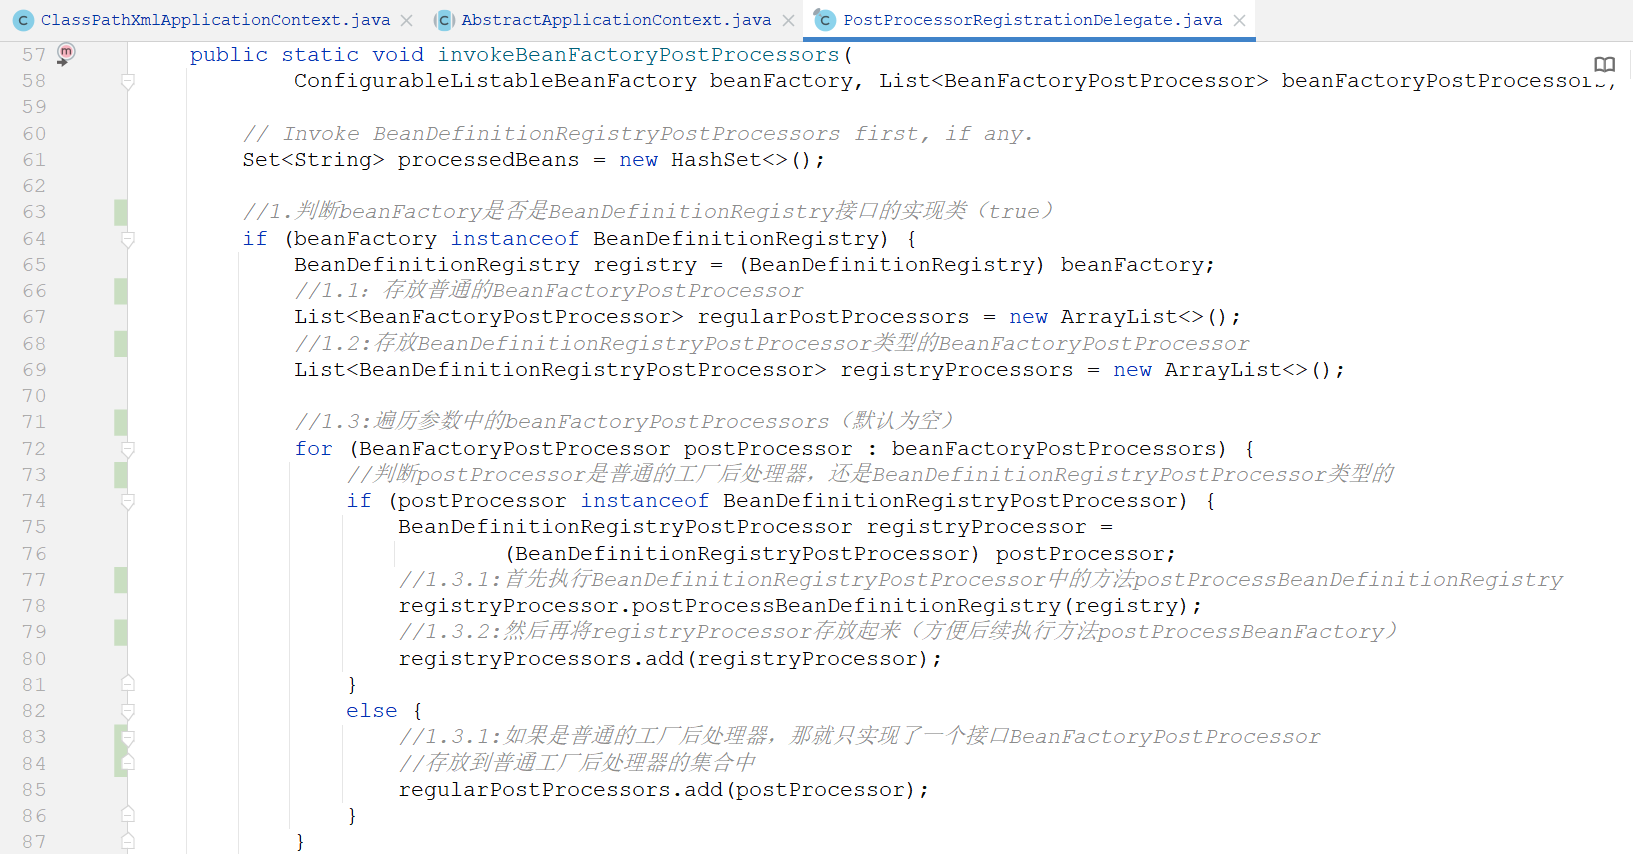 ClassPathXmlApplicationContext.java AbstractApplicationContext.java PostProcessorRegistrationDelegate.java
57 public static void invokeBeanFactoryPostProcessors(
58 ConfigurableListableBeanFactory beanFactory, List<BeanFactoryPostProcessor> beanFactoryPostProcessors,
59
60 // Invoke BeanDefinitionRegistryPostProcessors first, if any.
61 Set<String> processedBeans = new HashSet<>();
62
63 //1.判断beanFactory是否是BeanDefinitionRegistry接口的实现类（true）
64 if (beanFactory instanceof BeanDefinitionRegistry) {
65 BeanDefinitionRegistry registry = (BeanDefinitionRegistry) beanFactory;
66 //1.1：存放普通的BeanFactoryPostProcessor
67 List<BeanFactoryPostProcessor> regularPostProcessors = new ArrayList<>();
68 //1.2:存放BeanDefinitionRegistryPostProcessor类型的BeanFactoryPostProcessor
69 List<BeanDefinitionRegistryPostProcessor> registryProcessors = new ArrayList<>();
70
71 //1.3:遍历参数中的beanFactoryPostProcessors（默认为空）
72 for (BeanFactoryPostProcessor postProcessor : beanFactoryPostProcessors) {
73 //判断postProcessor是普通的工厂后处理器，还是BeanDefinitionRegistryPostProcessor类型的
74 if (postProcessor instanceof BeanDefinitionRegistryPostProcessor) {
75 BeanDefinitionRegistryPostProcessor registryProcessor =
76 (BeanDefinitionRegistryPostProcessor) postProcessor;
77 //1.3.1:首先执行BeanDefinitionRegistryPostProcessor中的方法postProcessBeanDefinitionRegistry
78 registryProcessor.postProcessBeanDefinitionRegistry(registry);
79 //1.3.2:然后再将registryProcessor存放起来（方便后续执行方法postProcessBeanFactory）
80 registryProcessors.add(registryProcessor);
81 }
82 else {
83 //1.3.1:如果是普通的工厂后处理器，那就只实现了一个接口BeanFactoryPostProcessor
84 //存放到普通工厂后处理器的集合中
85 regularPostProcessors.add(postProcessor);
86 }
87 }